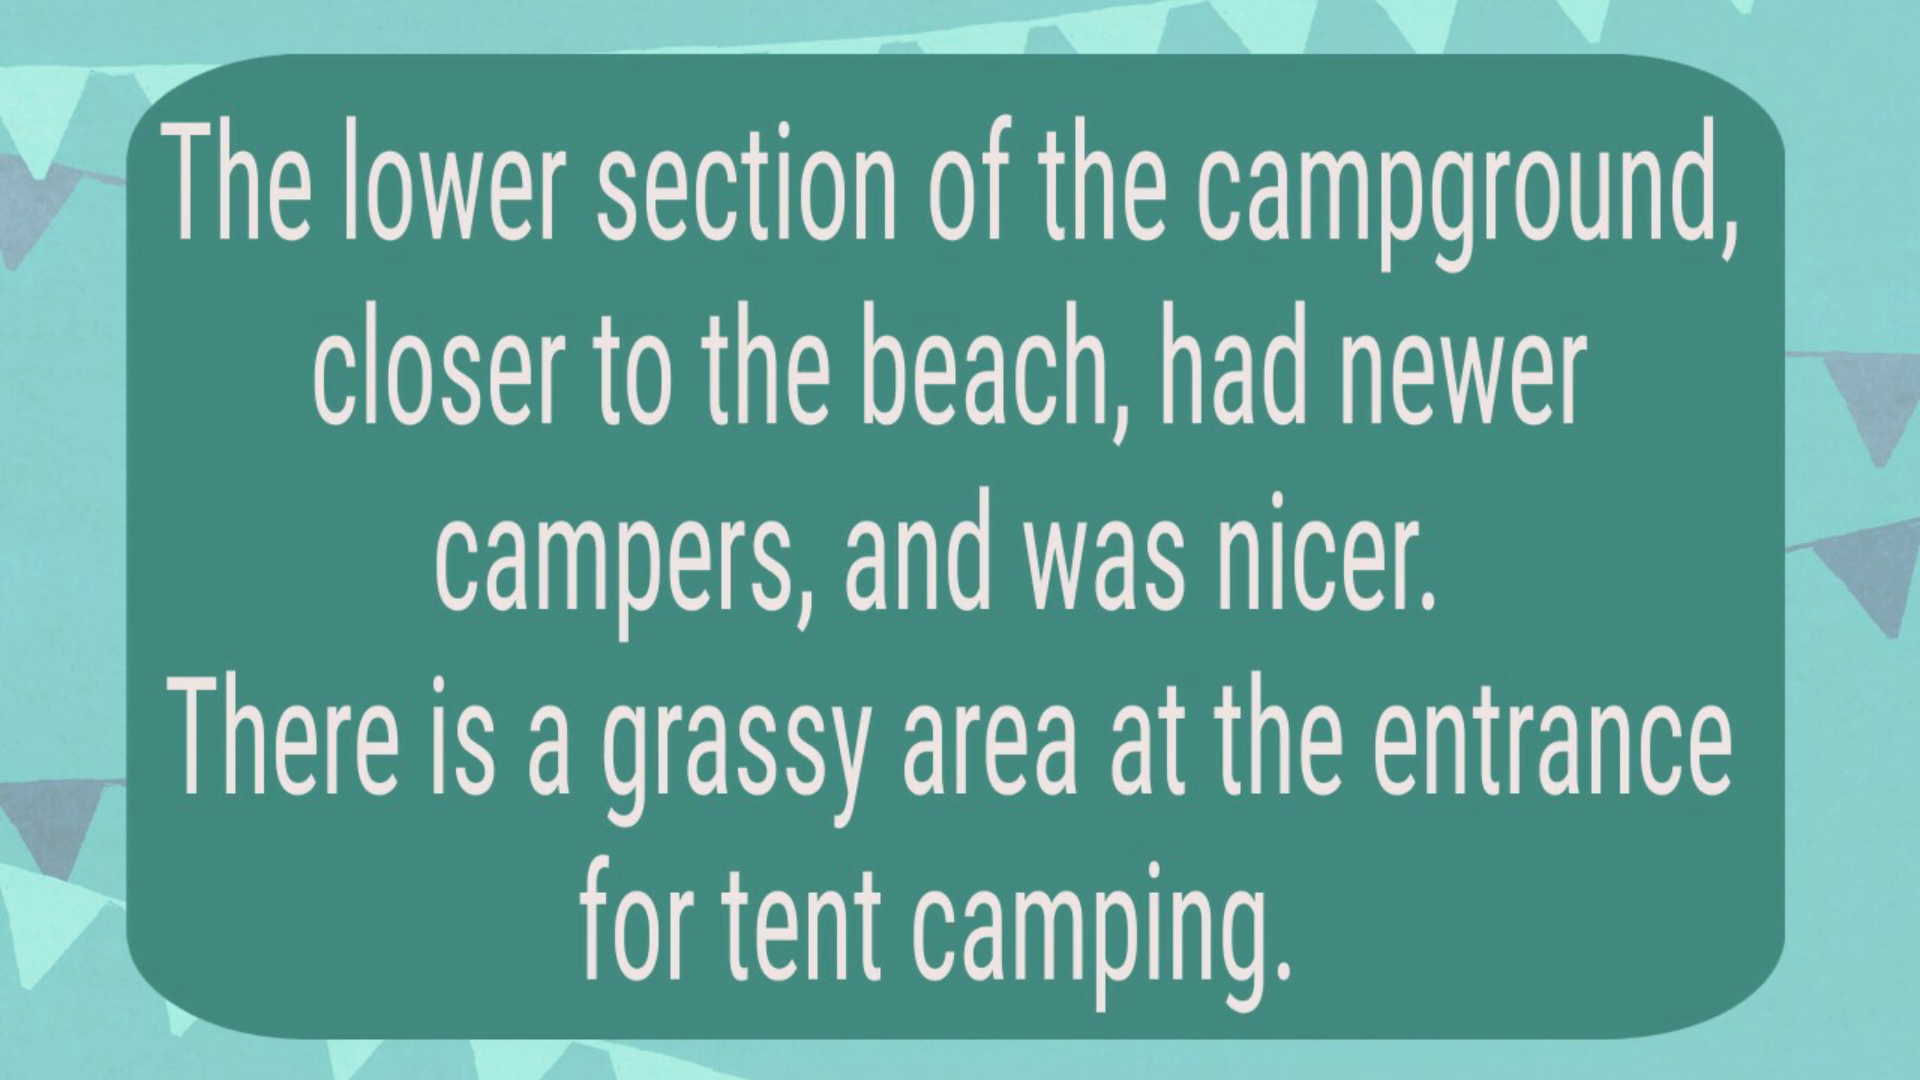 The lower section of the campground,
closer to the beach, had newer
campers, and was nicer.
There is a grassy area at the entrance
for tent camping.